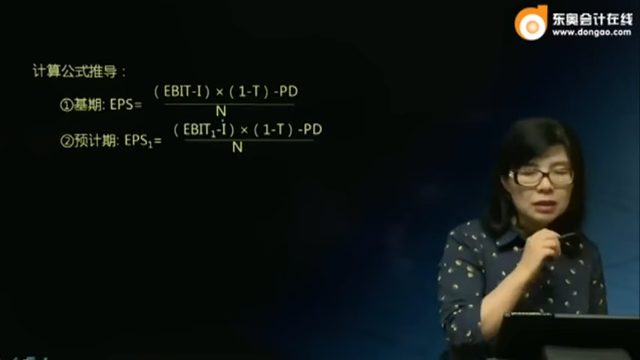 东奥会计在线
www.dongao.com
计算公式推导：
①基期: EPS= (EBIT-I) × (1-T) -PD
N
②预计期: EPS₁= (EBIT₁-I) × (1-T) -PD
N